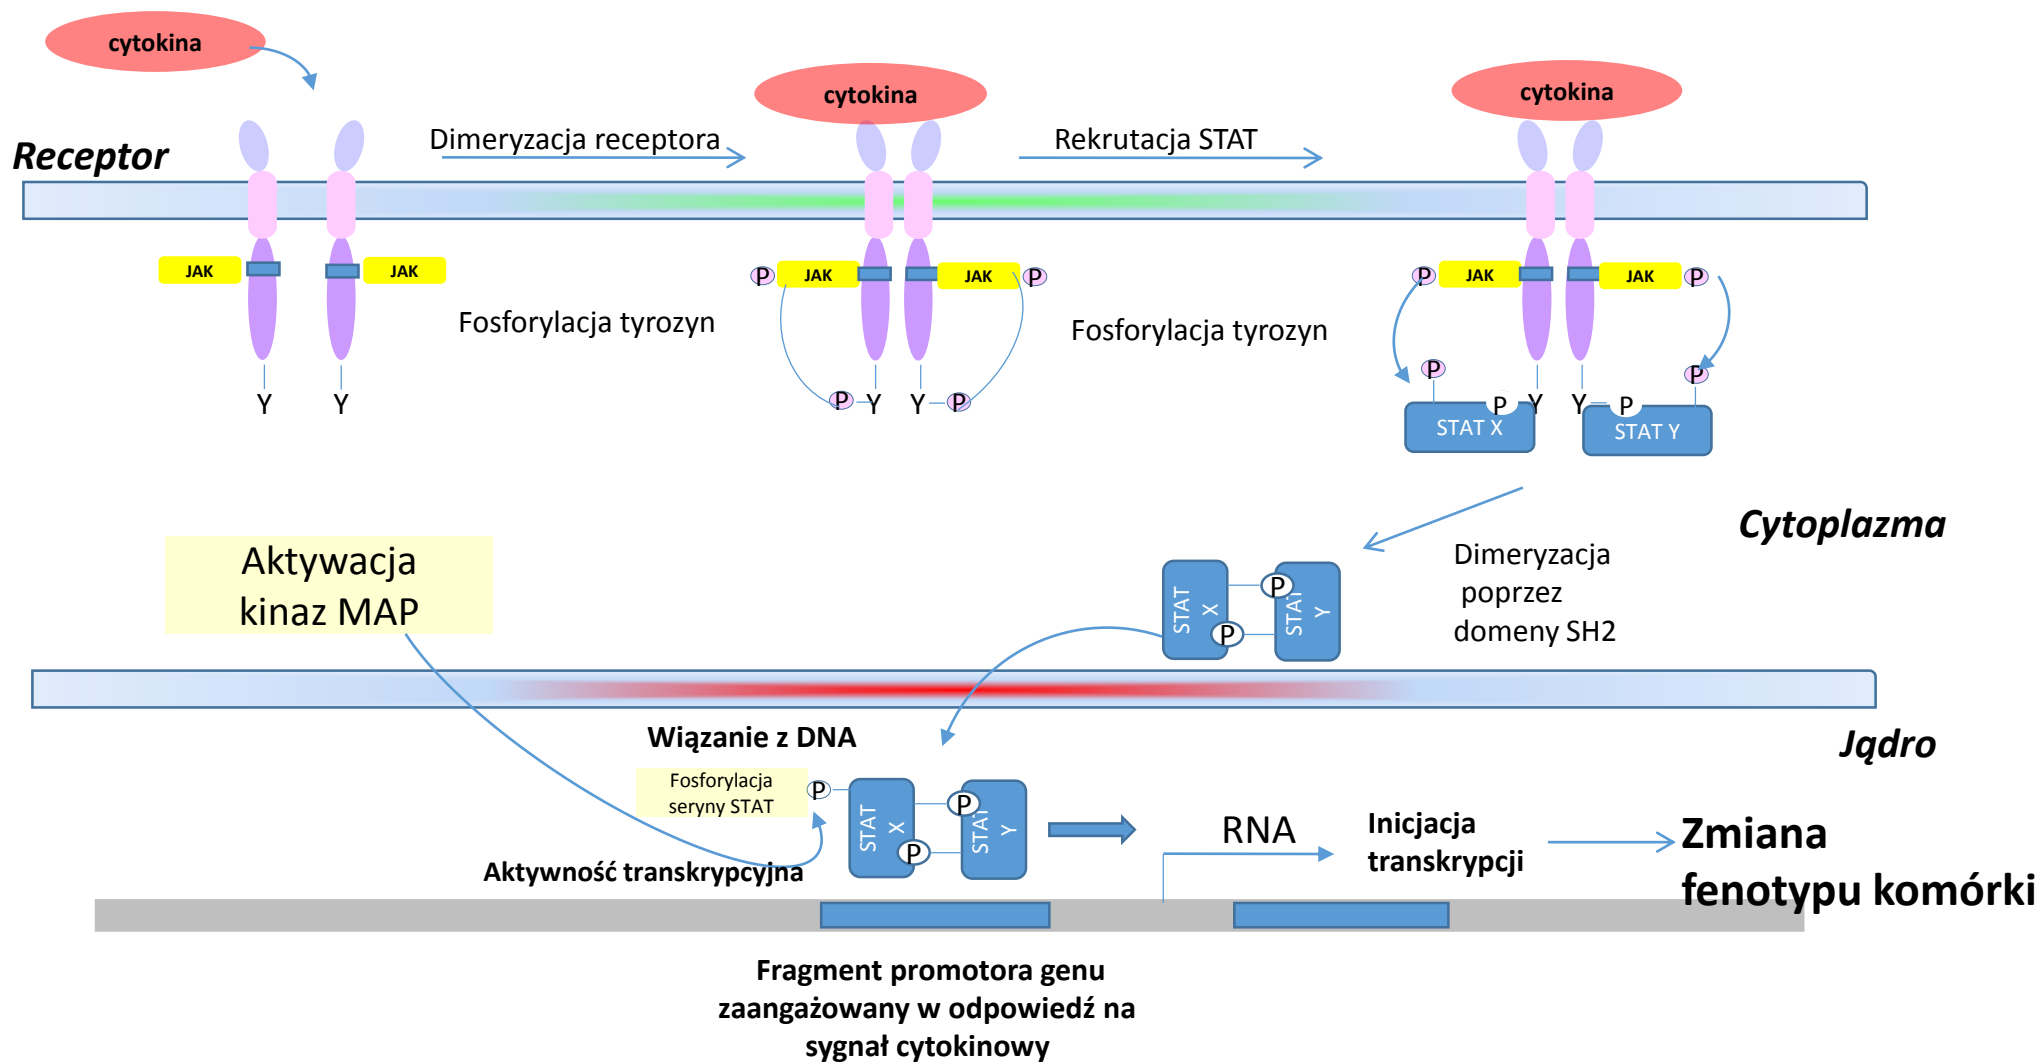 cytokina
cytokina
cytokina
Receptor
Dimeryzacja receptora
Rekrutacja STAT
JAK
JAK
P
JAK
JAK
P
P
JAK
JAK
P
Fosforylacja tyrozyn
Fosforylacja tyrozyn
Y
Y
P
Y
Y
P
P
P
P
Y
Y
P
STAT X
STAT Y
Cytoplazma
Aktywacja
kinaz MAP
STAT
X
P
P
STAT
Y
Dimeryzacja
poprzez
domeny SH2
Jądro
Wiązanie z DNA
Fosforylacja
seryny STAT
P
STAT
X
P
P
STAT
Y
Aktywność transkrypcyjna
RNA
Inicjacja
transkrypcji
Zmiana
fenotypu komórki
Fragment promotora genu
zaangażowany w odpowiedź na
sygnał cytokinowy